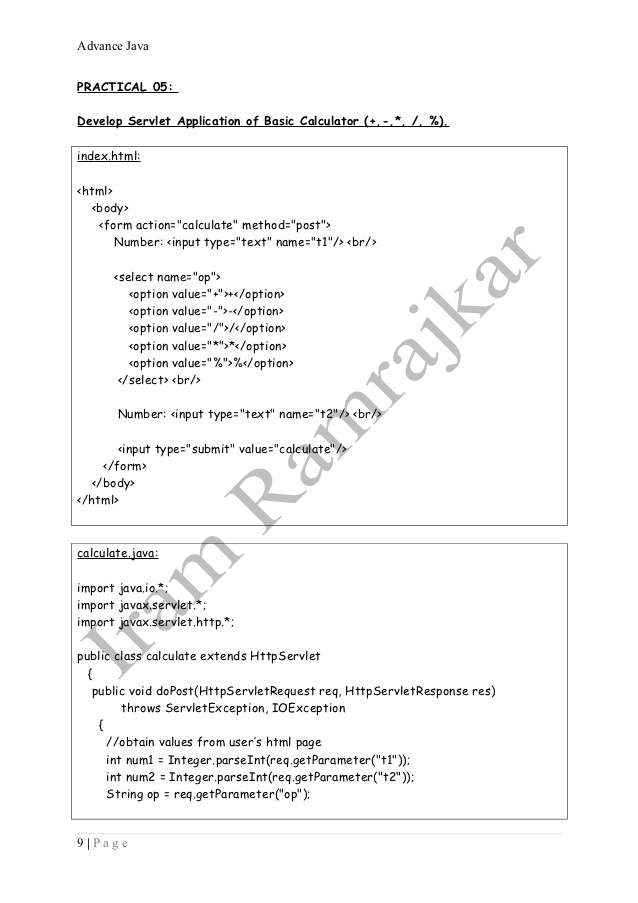 Advance Java
PRACTICAL 05:
Develop Servlet Application of Basic Calculator (+,-,*, /, %).
index.html:
<html>
<body>
<form action="calculate" method="post">
Number: <input type="text" name="t1"/> <br/>
<select name="op">
<option value="+">+</option>
<option value="-">-</option>
<option value="/">/</option>
<option value="*">*</option>
<option value="%">%</option>
</select> <br/>
Number: <input type="text" name="t2"/> <br/>
<input type="submit" value="calculate"/>
</form>
</body>
</html>
calculate.java:
import java.io.*;
import javax.servlet.*;
import javax.servlet.http.*;
public class calculate extends HttpServlet
{
public void doPost(HttpServletRequest req, HttpServletResponse res)
throws ServletException, IOException
{
//obtain values from user's html page
int num1 = Integer.parseInt(req.getParameter("t1"));
int num2 = Integer.parseInt(req.getParameter("t2"));
String op = req.getParameter("op");
9 | P a g e
Iram Ramrajkar